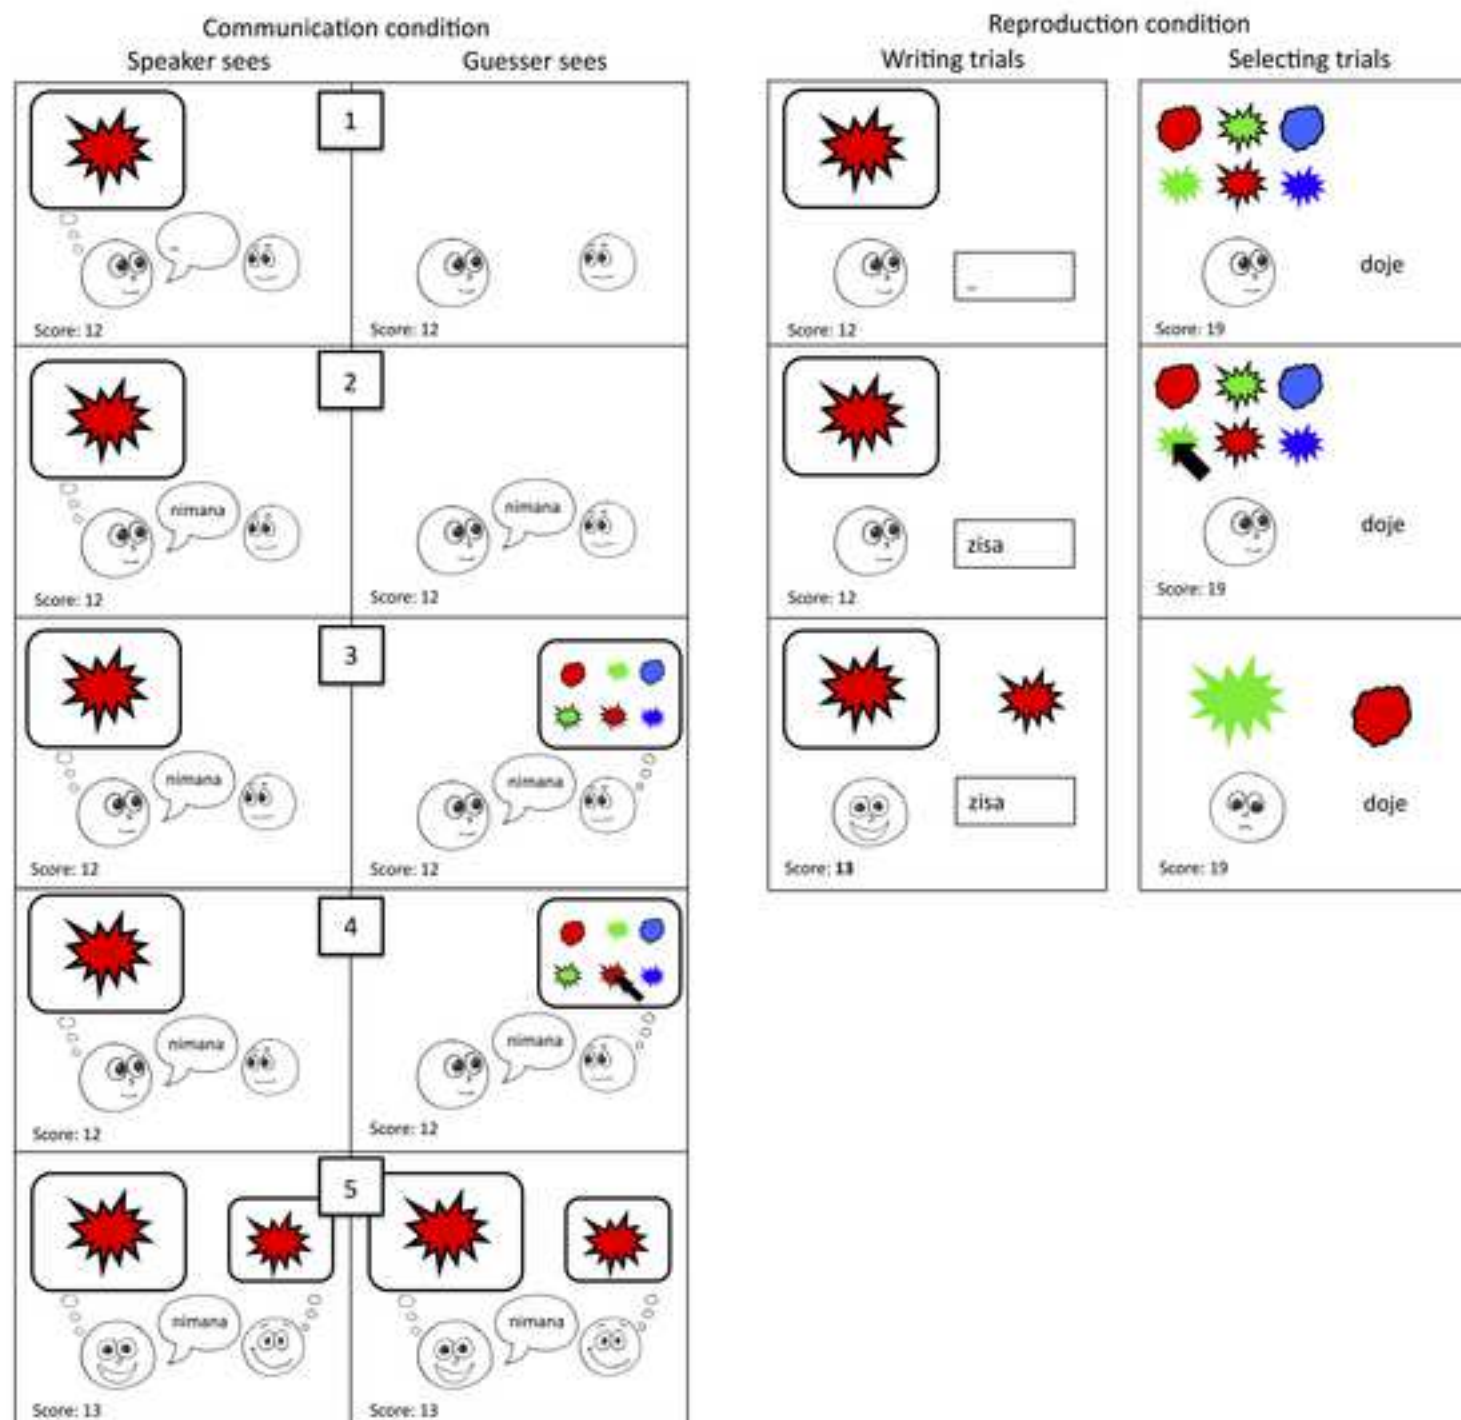 Communication condition
Speaker sees
Guesser sees
1
_
Score: 12
Score: 12
2
nimana
nimana
Score: 12
Score: 12
3
nimana
nimana
Score: 12
Score: 12
4
nimana
nimana
Score: 12
Score: 12
5
nimana
nimana
Score: 13
Score: 13
Reproduction condition
Writing trials
Selecting trials
_
doje
Score: 12
Score: 19
zisa
doje
Score: 12
Score: 19
zisa
doje
Score: 13
Score: 19